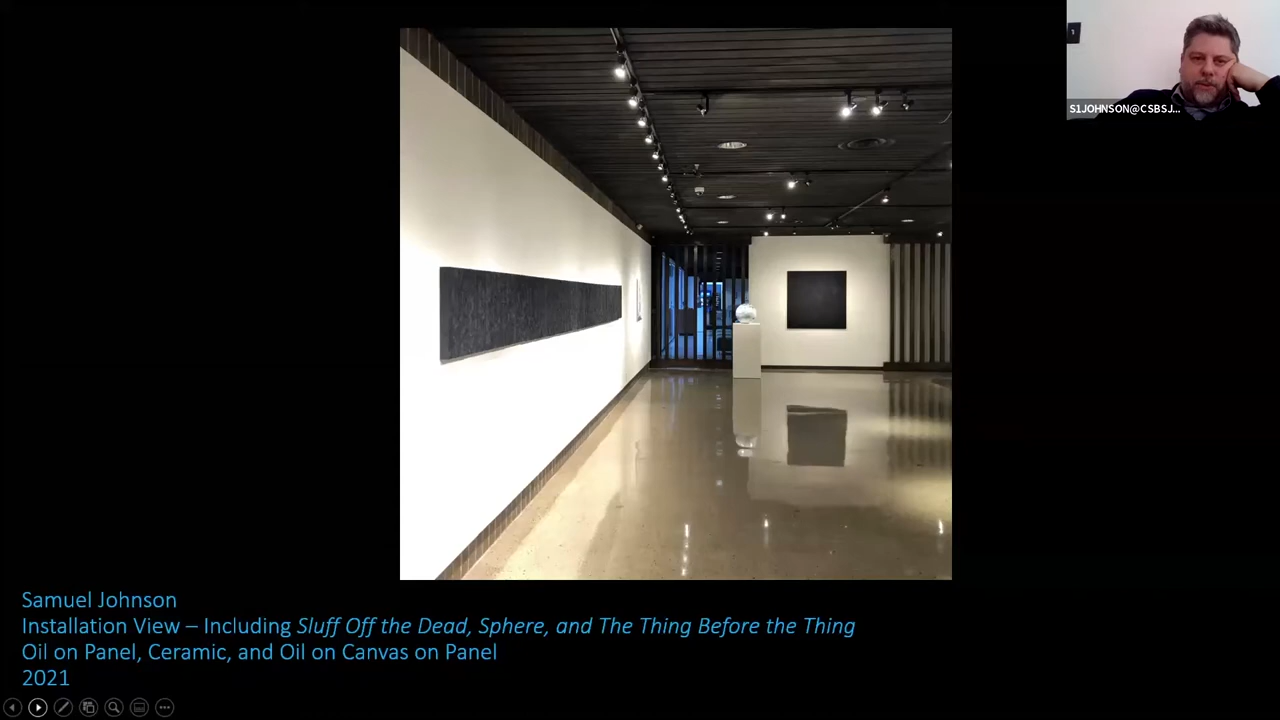 S1JOHNSON@CSBSJ...
Samuel Johnson
Installation View – Including Sluff Off the Dead, Sphere, and The Thing Before the Thing
Oil on Panel, Ceramic, and Oil on Canvas on Panel
2021